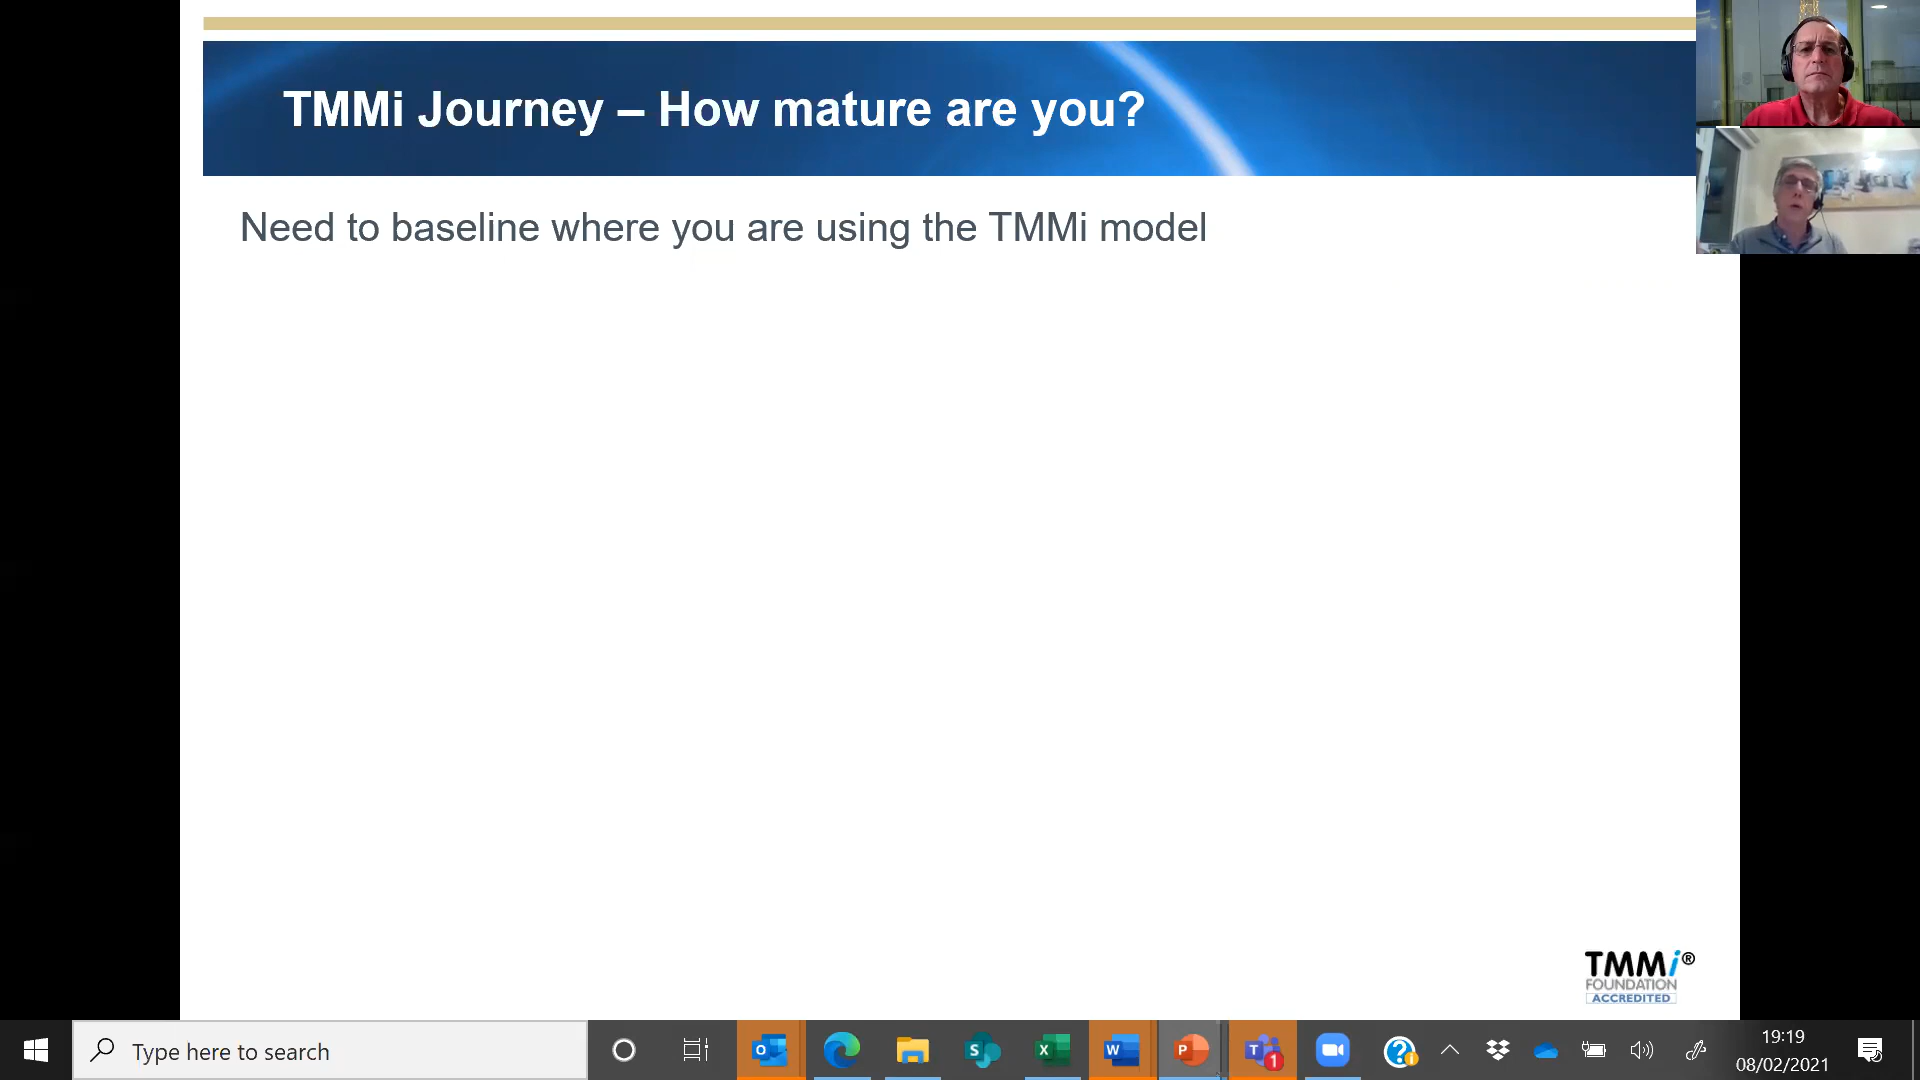 TMMi Journey – How mature are you?
Need to baseline where you are using the TMMi model
TMMi®
FOUNDATION
ACCREDITED
Type here to search
O
S
X
W
P
T
1
?
19:19
08/02/2021